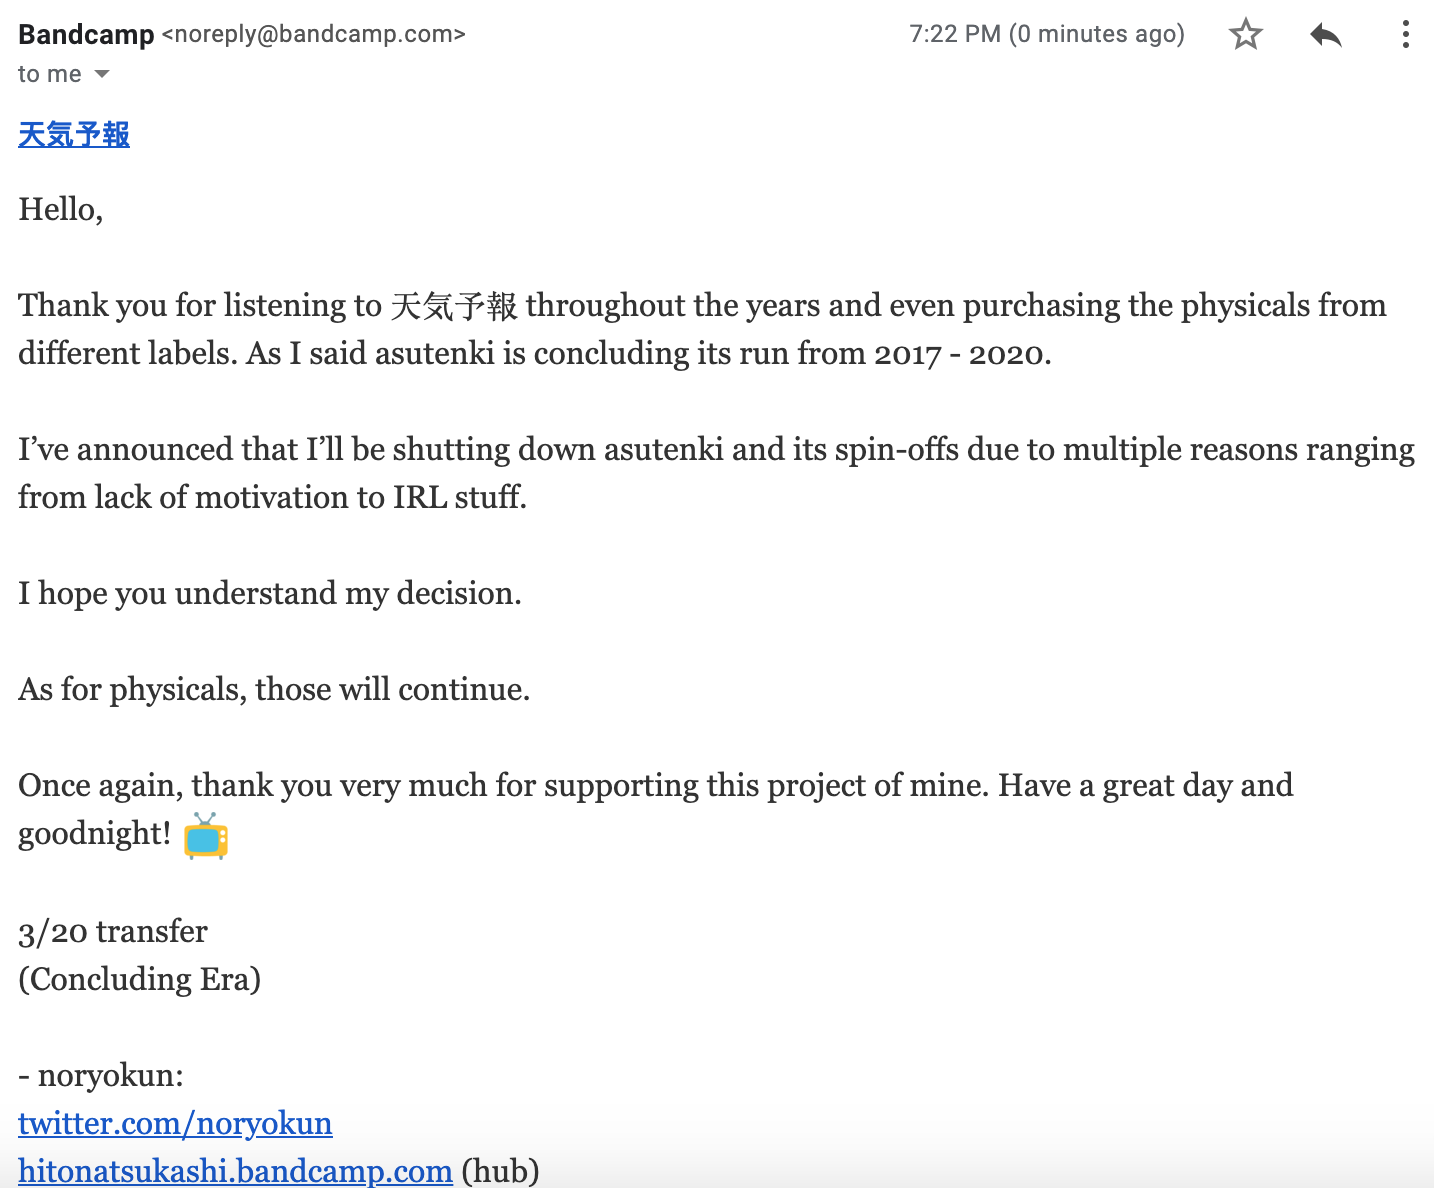 Bandcamp <noreply@bandcamp.com> 7:22 PM (0 minutes ago)
to me
天気予報
Hello,
Thank you for listening to 天気予報 throughout the years and even purchasing the physicals from
different labels. As I said asutenki is concluding its run from 2017 - 2020.
I’ve announced that I’ll be shutting down asutenki and its spin-offs due to multiple reasons ranging
from lack of motivation to IRL stuff.
I hope you understand my decision.
As for physicals, those will continue.
Once again, thank you very much for supporting this project of mine. Have a great day and
goodnight! 📺
3/20 transfer
(Concluding Era)
- noryokun:
twitter.com/noryokun
hitonatsukashi.bandcamp.com (hub)